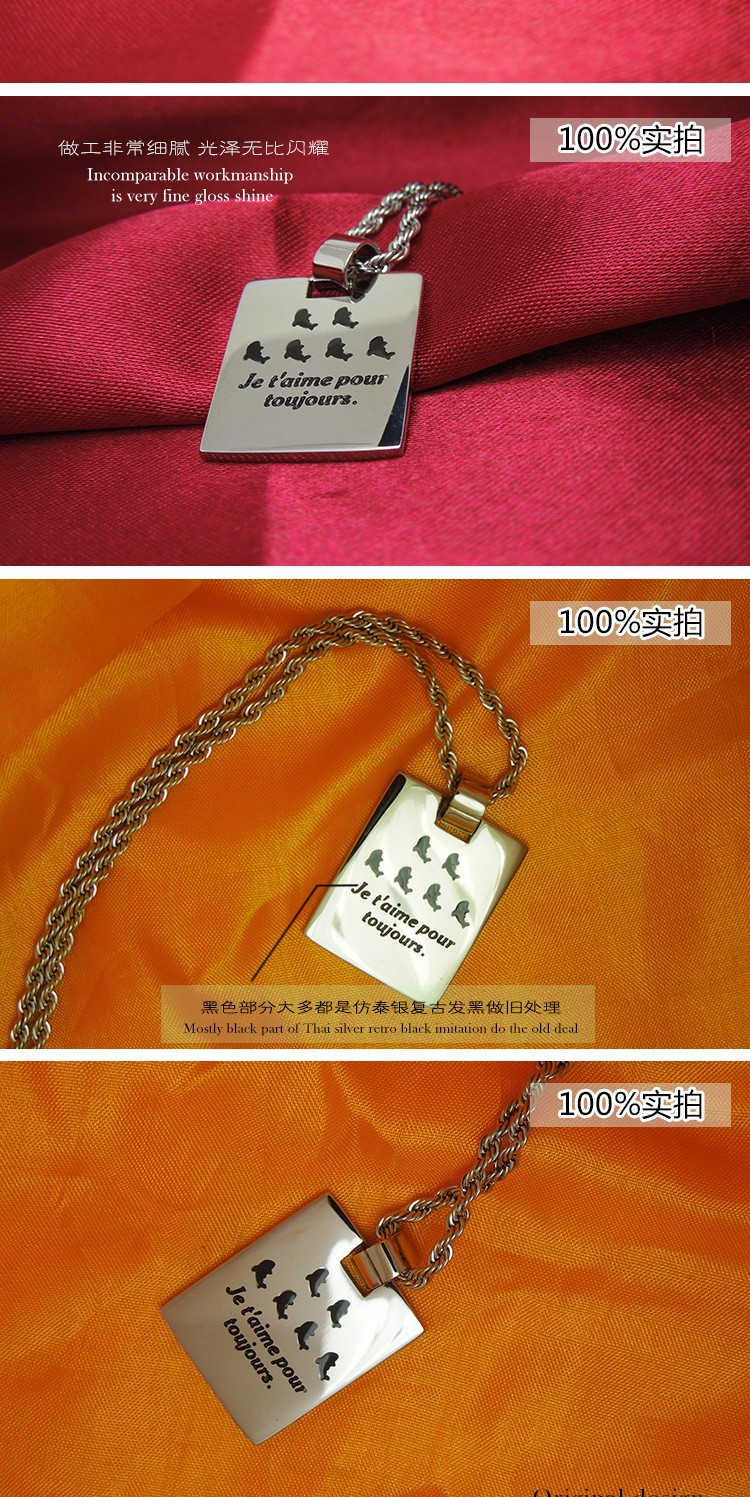 100%实拍
做工非常细腻 光泽无比闪耀
Incomparable workmanship
is very fine gloss shine
Je t'aime pour
toujours.
100%实拍
Je t'aime pour
toujours.
黑色部分大多都是仿泰银复古发黑做旧处理
Mostly black part of Thai silver retro black imitation do the old deal
100%实拍
Je t'aime pour
toujours.
Original design